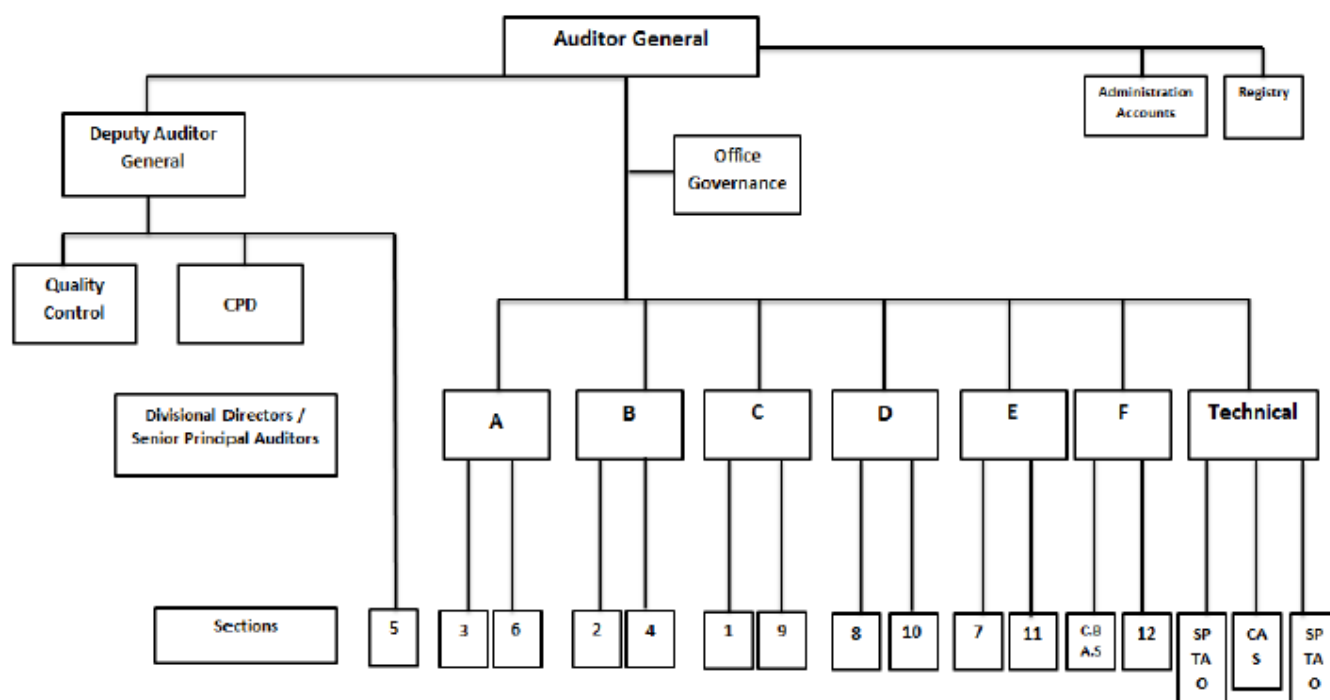 Auditor General
Administration
Accounts
Registry
Deputy Auditor
General
Office
Governance
Quality
Control
CPD
Divisional Directors /
Senior Principal Auditors
A
B
C
D
E
F
Technical
Sections
5
3
6
2
4
1
9
8
10
7
11
C.B
A.S
12
SP
TA
O
CA
S
SP
TA
O